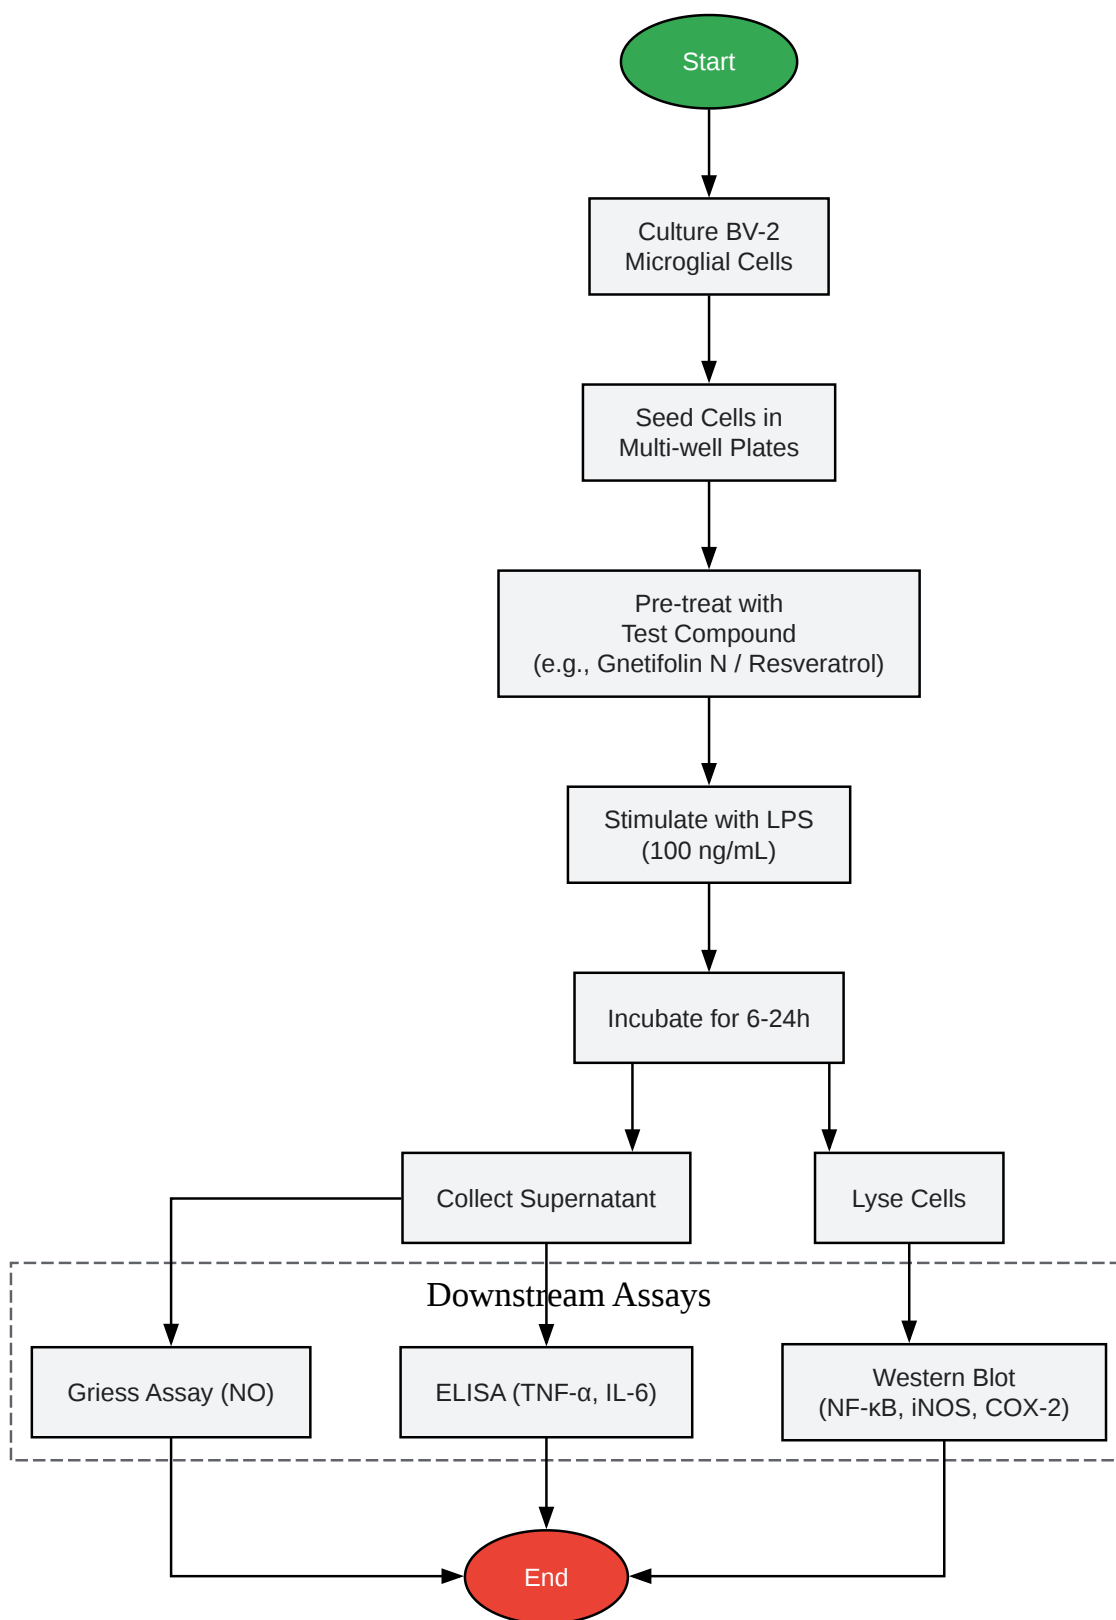 Start
Culture BV-2
Microglial Cells
Seed Cells in
Multi-well Plates
Pre-treat with
Test Compound
(e.g., Gnetifolin N / Resveratrol)
Stimulate with LPS
(100 ng/mL)
Incubate for 6-24h
Collect Supernatant
Lyse Cells
Downstream Assays
Griess Assay (NO)
ELISA (TNF-α, IL-6)
Western Blot
(NF-κB, iNOS, COX-2)
End